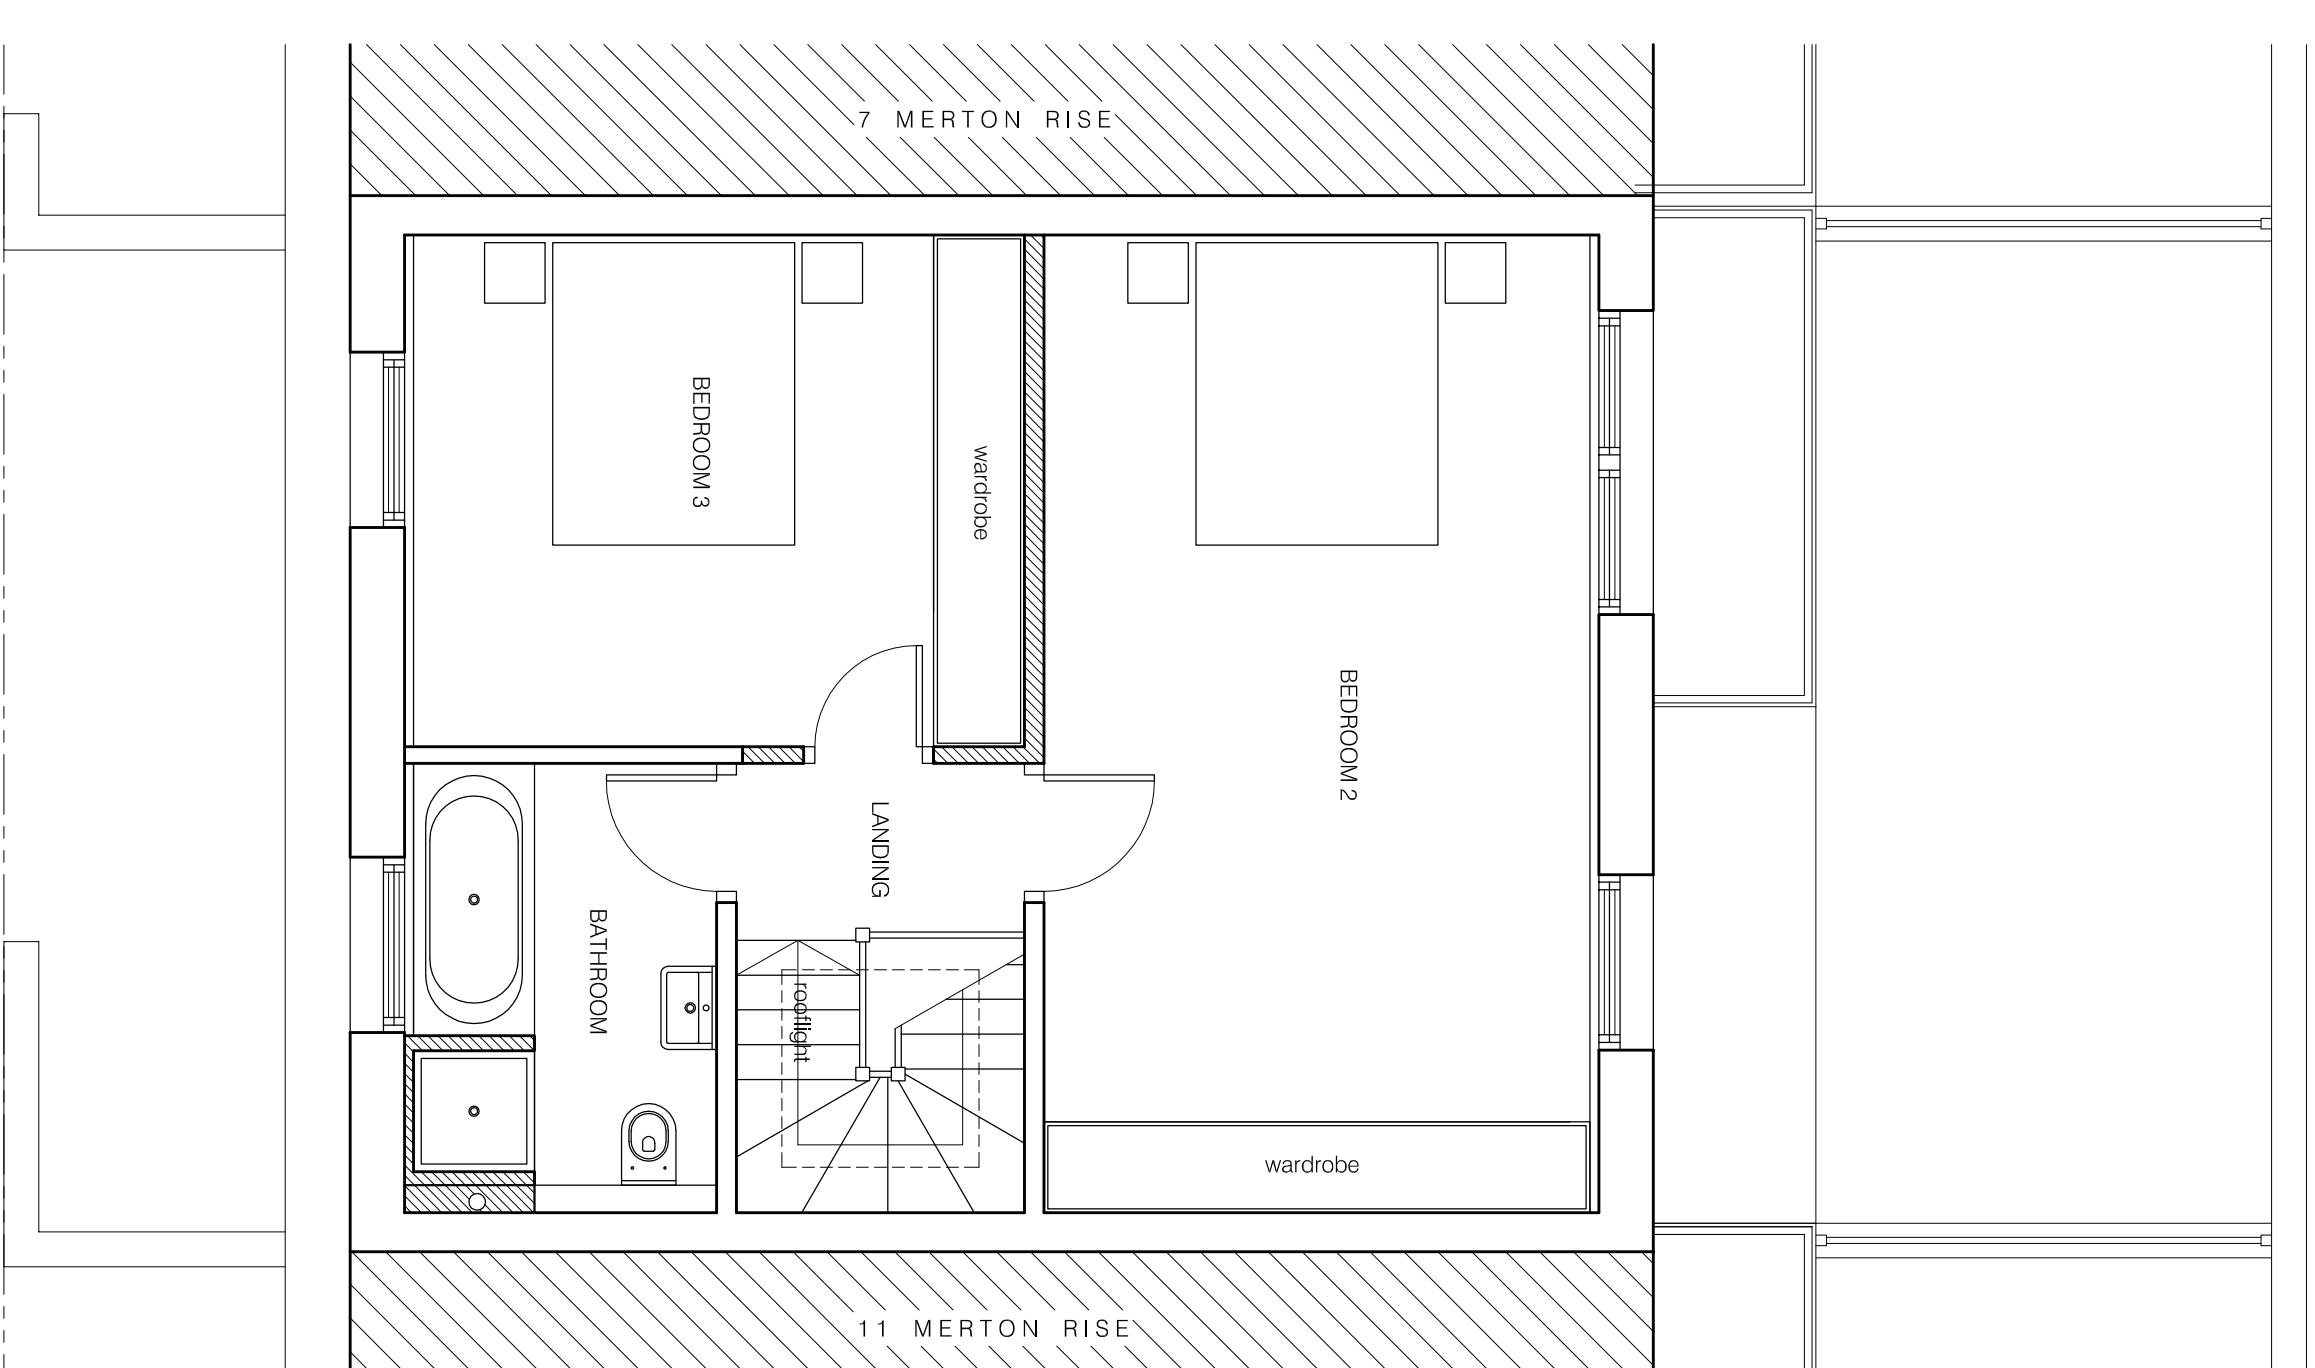 7 MERTON RISE
BEDROOM 3
wardrobe
BEDROOM 2
LANDING
BATHROOM
rooflight
wardrobe
11 MERTON RISE